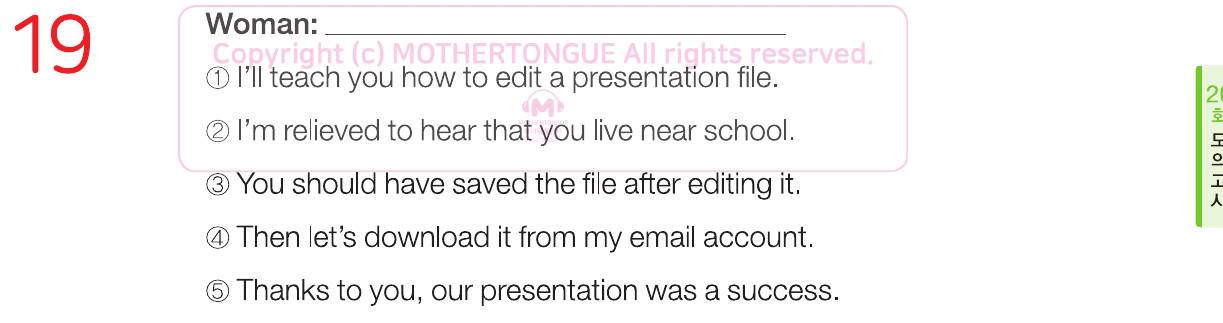 19
Woman:
Copyright (c) MOTHERTONGUE All rights reserved.
① I'll teach you how to edit a presentation file.
② I'm relieved to hear that you live near school.
③ You should have saved the file after editing it.
④ Then let's download it from my email account.
⑤ Thanks to you, our presentation was a success.